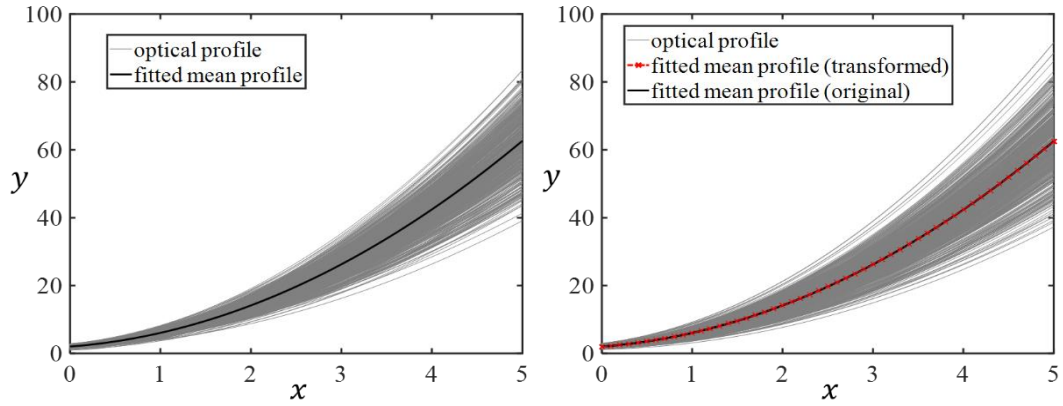 100
80
60
40
20
0
y
optical profile
fitted mean profile
0 1 2 3 4 5
x
100
80
60
40
20
0
y
optical profile
fitted mean profile (transformed)
fitted mean profile (original)
0 1 2 3 4 5
x